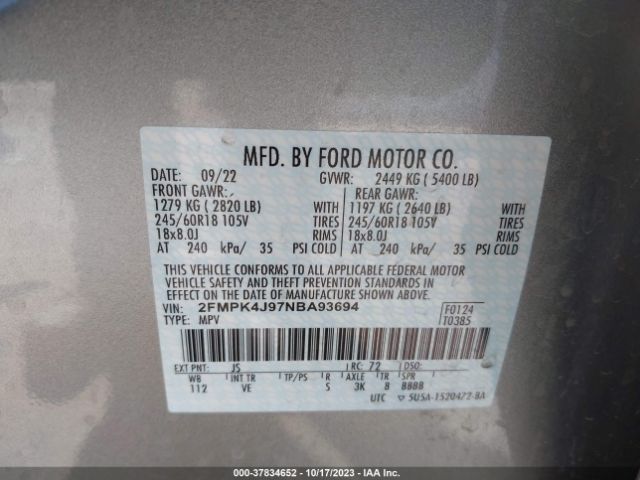 MFD. BY FORD MOTOR CO.
DATE: 09/22 GVWR: 2449 KG ( 5400 LB)
FRONT GAWR: REAR GAWR:
1279 KG ( 2820 LB) 1197 KG ( 2640 LB)
245/60R18 105V TIRES 245/60R18 105V TIRES
18x8.0J RIMS 18x8.0J RIMS
AT 240 kPa/ 35 PSI COLD AT 240 kPa/ 35 PSI COLD
THIS VEHICLE CONFORMS TO ALL APPLICABLE FEDERAL MOTOR
VEHICLE SAFETY AND THEFT PREVENTION STANDARDS IN
EFFECT ON THE DATE OF MANUFACTURE SHOWN ABOVE.
VIN: 2FMPK4J97NBA93694 F0124
TYPE: MPV T0385
EXT PNT: JS RC: 72 DSO:
WB INT TR TP/PS R AXLE TR SPR
112 VE S 3K 8 8888
UTC ▽ 5U5A-1520472-BA
000-37834652 | 10/17/2023 | IAA Inc.